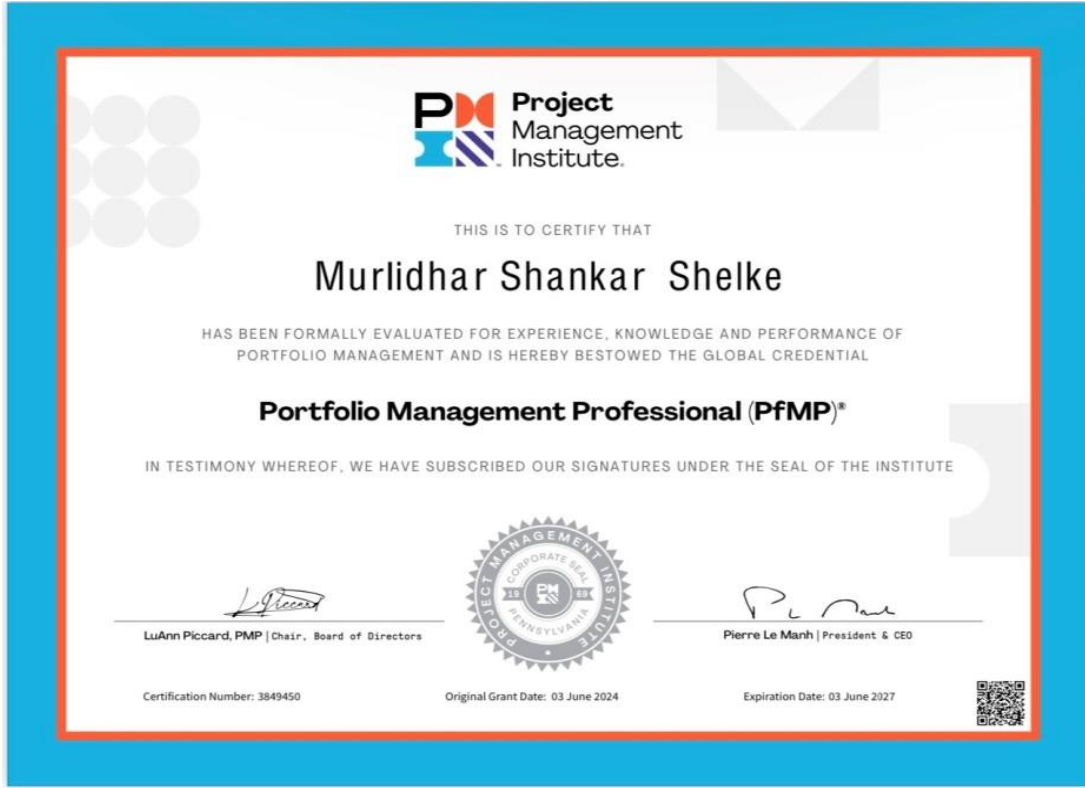 PM
Project
Management
Institute.
THIS IS TO CERTIFY THAT
Murlidhar Shankar Shelke
HAS BEEN FORMALLY EVALUATED FOR EXPERIENCE, KNOWLEDGE AND PERFORMANCE OF
PORTFOLIO MANAGEMENT AND IS HEREBY BESTOWED THE GLOBAL CREDENTIAL
Portfolio Management Professional (PfMP)®
IN TESTIMONY WHEREOF, WE HAVE SUBSCRIBED OUR SIGNATURES UNDER THE SEAL OF THE INSTITUTE
PROJECT MANAGEMENT INSTITUTE
CORPORATE SEAL
19 PM 69
PENNSYLVANIA
LuAnn Piccard, PMP | Chair, Board of Directors
Pierre Le Manh | President & CEO
Certification Number: 3849450
Original Grant Date: 03 June 2024
Expiration Date: 03 June 2027